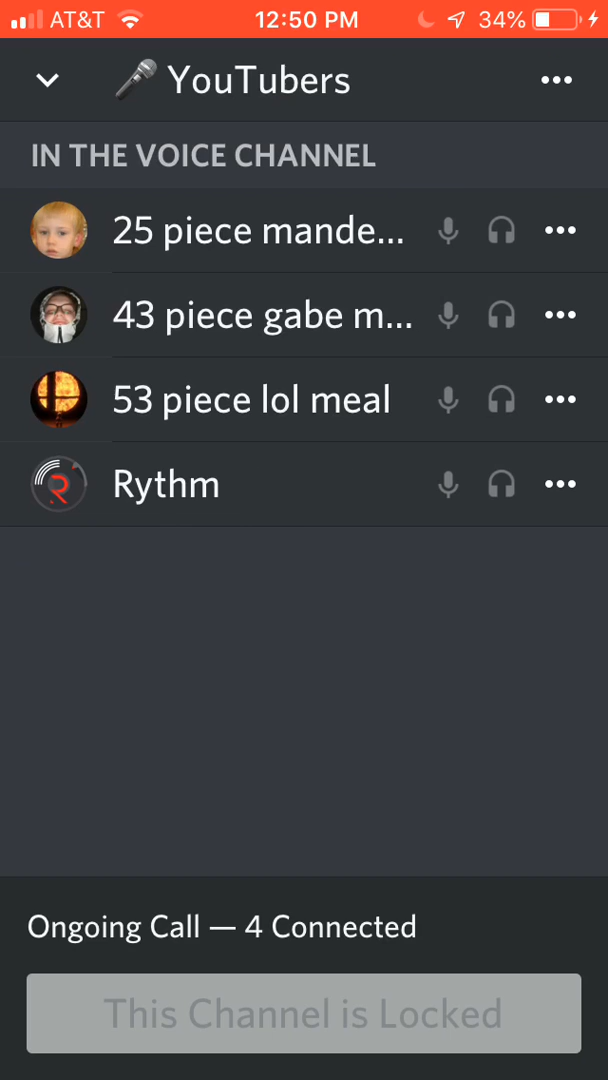 AT&T 12:50 PM 34%
🎤 YouTubers
IN THE VOICE CHANNEL
25 piece mande...
43 piece gabe m...
53 piece lol meal
Rythm
Ongoing Call — 4 Connected
This Channel is Locked